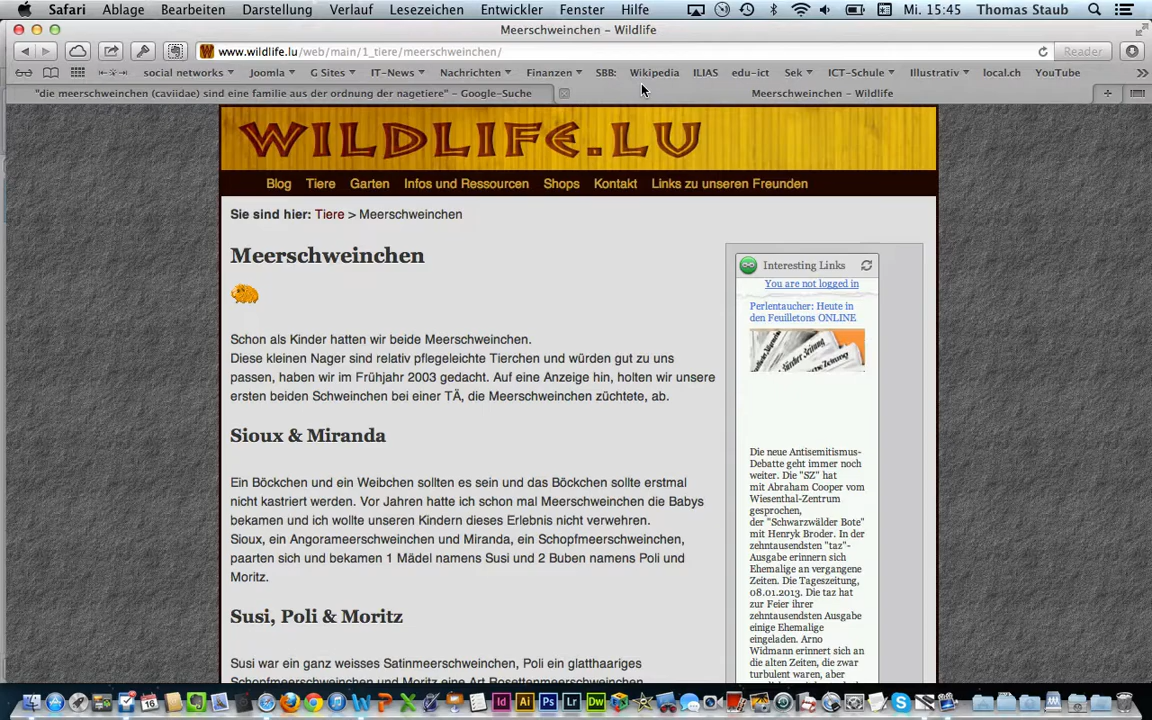 Safari Ablage Bearbeiten Darstellung Verlauf Lesezeichen Entwickler Fenster Hilfe Mi. 15:45 Thomas Staub
Meerschweinchen – Wildlife
www.wildlife.lu/web/main/1_tiere/meerschweinchen/
Reader
social networks Joomla G Sites IT-News Nachrichten Finanzen SBB: Wikipedia ILIAS edu-ict Sek ICT-Schule Illustrativ local.ch YouTube
"die meerschweinchen (caviidae) sind eine familie aus der ordnung der nagetiere" – Google-Suche
Meerschweinchen – Wildlife
WILDLIFE.LU
Blog Tiere Garten Infos und Ressourcen Shops Kontakt Links zu unseren Freunden
Sie sind hier: Tiere > Meerschweinchen
Meerschweinchen
Schon als Kinder hatten wir beide Meerschweinchen.
Diese kleinen Nager sind relativ pflegeleichte Tierchen und würden gut zu uns
passen, haben wir im Frühjahr 2003 gedacht. Auf eine Anzeige hin, holten wir unsere
ersten beiden Schweinchen bei einer TÄ, die Meerschweinchen züchtete, ab.
Sioux & Miranda
Ein Böckchen und ein Weibchen sollten es sein und das Böckchen sollte erstmal
nicht kastriert werden. Vor Jahren hatte ich schon mal Meerschweinchen die Babys
bekamen und ich wollte unseren Kindern dieses Erlebnis nicht verwehren.
Sioux, ein Angorameerschweinchen und Miranda, ein Schopfmeerschweinchen,
paarten sich und bekamen 1 Mädel namens Susi und 2 Buben namens Poli und
Moritz.
Susi, Poli & Moritz
Susi war ein ganz weisses Satinmeerschweinchen, Poli ein glatthaariges
Schopfmeerschweinchen und Moritz eine Art Rosettenmeerschweinchen
Interesting Links
You are not logged in
Perlentaucher: Heute in
den Feuilletons ONLINE
Die neue Antisemitismus-
Debatte geht immer noch
weiter. Die "SZ" hat
mit Abraham Cooper vom
Wiesenthal-Zentrum
gesprochen,
der "Schwarzwälder Bote"
mit Henryk Broder. In der
zehntausendsten "taz"-
Ausgabe erinnern sich
Ehemalige an vergangene
Zeiten. Die Tageszeitung,
08.01.2013. Die taz hat
zur Feier ihrer
zehntausendsten Ausgabe
einige Ehemalige
eingeladen. Arno
Widmann erinnert sich an
die alten Zeiten, die zwar
turbulent waren, aber
16
Id Ai Ps Lr Dw